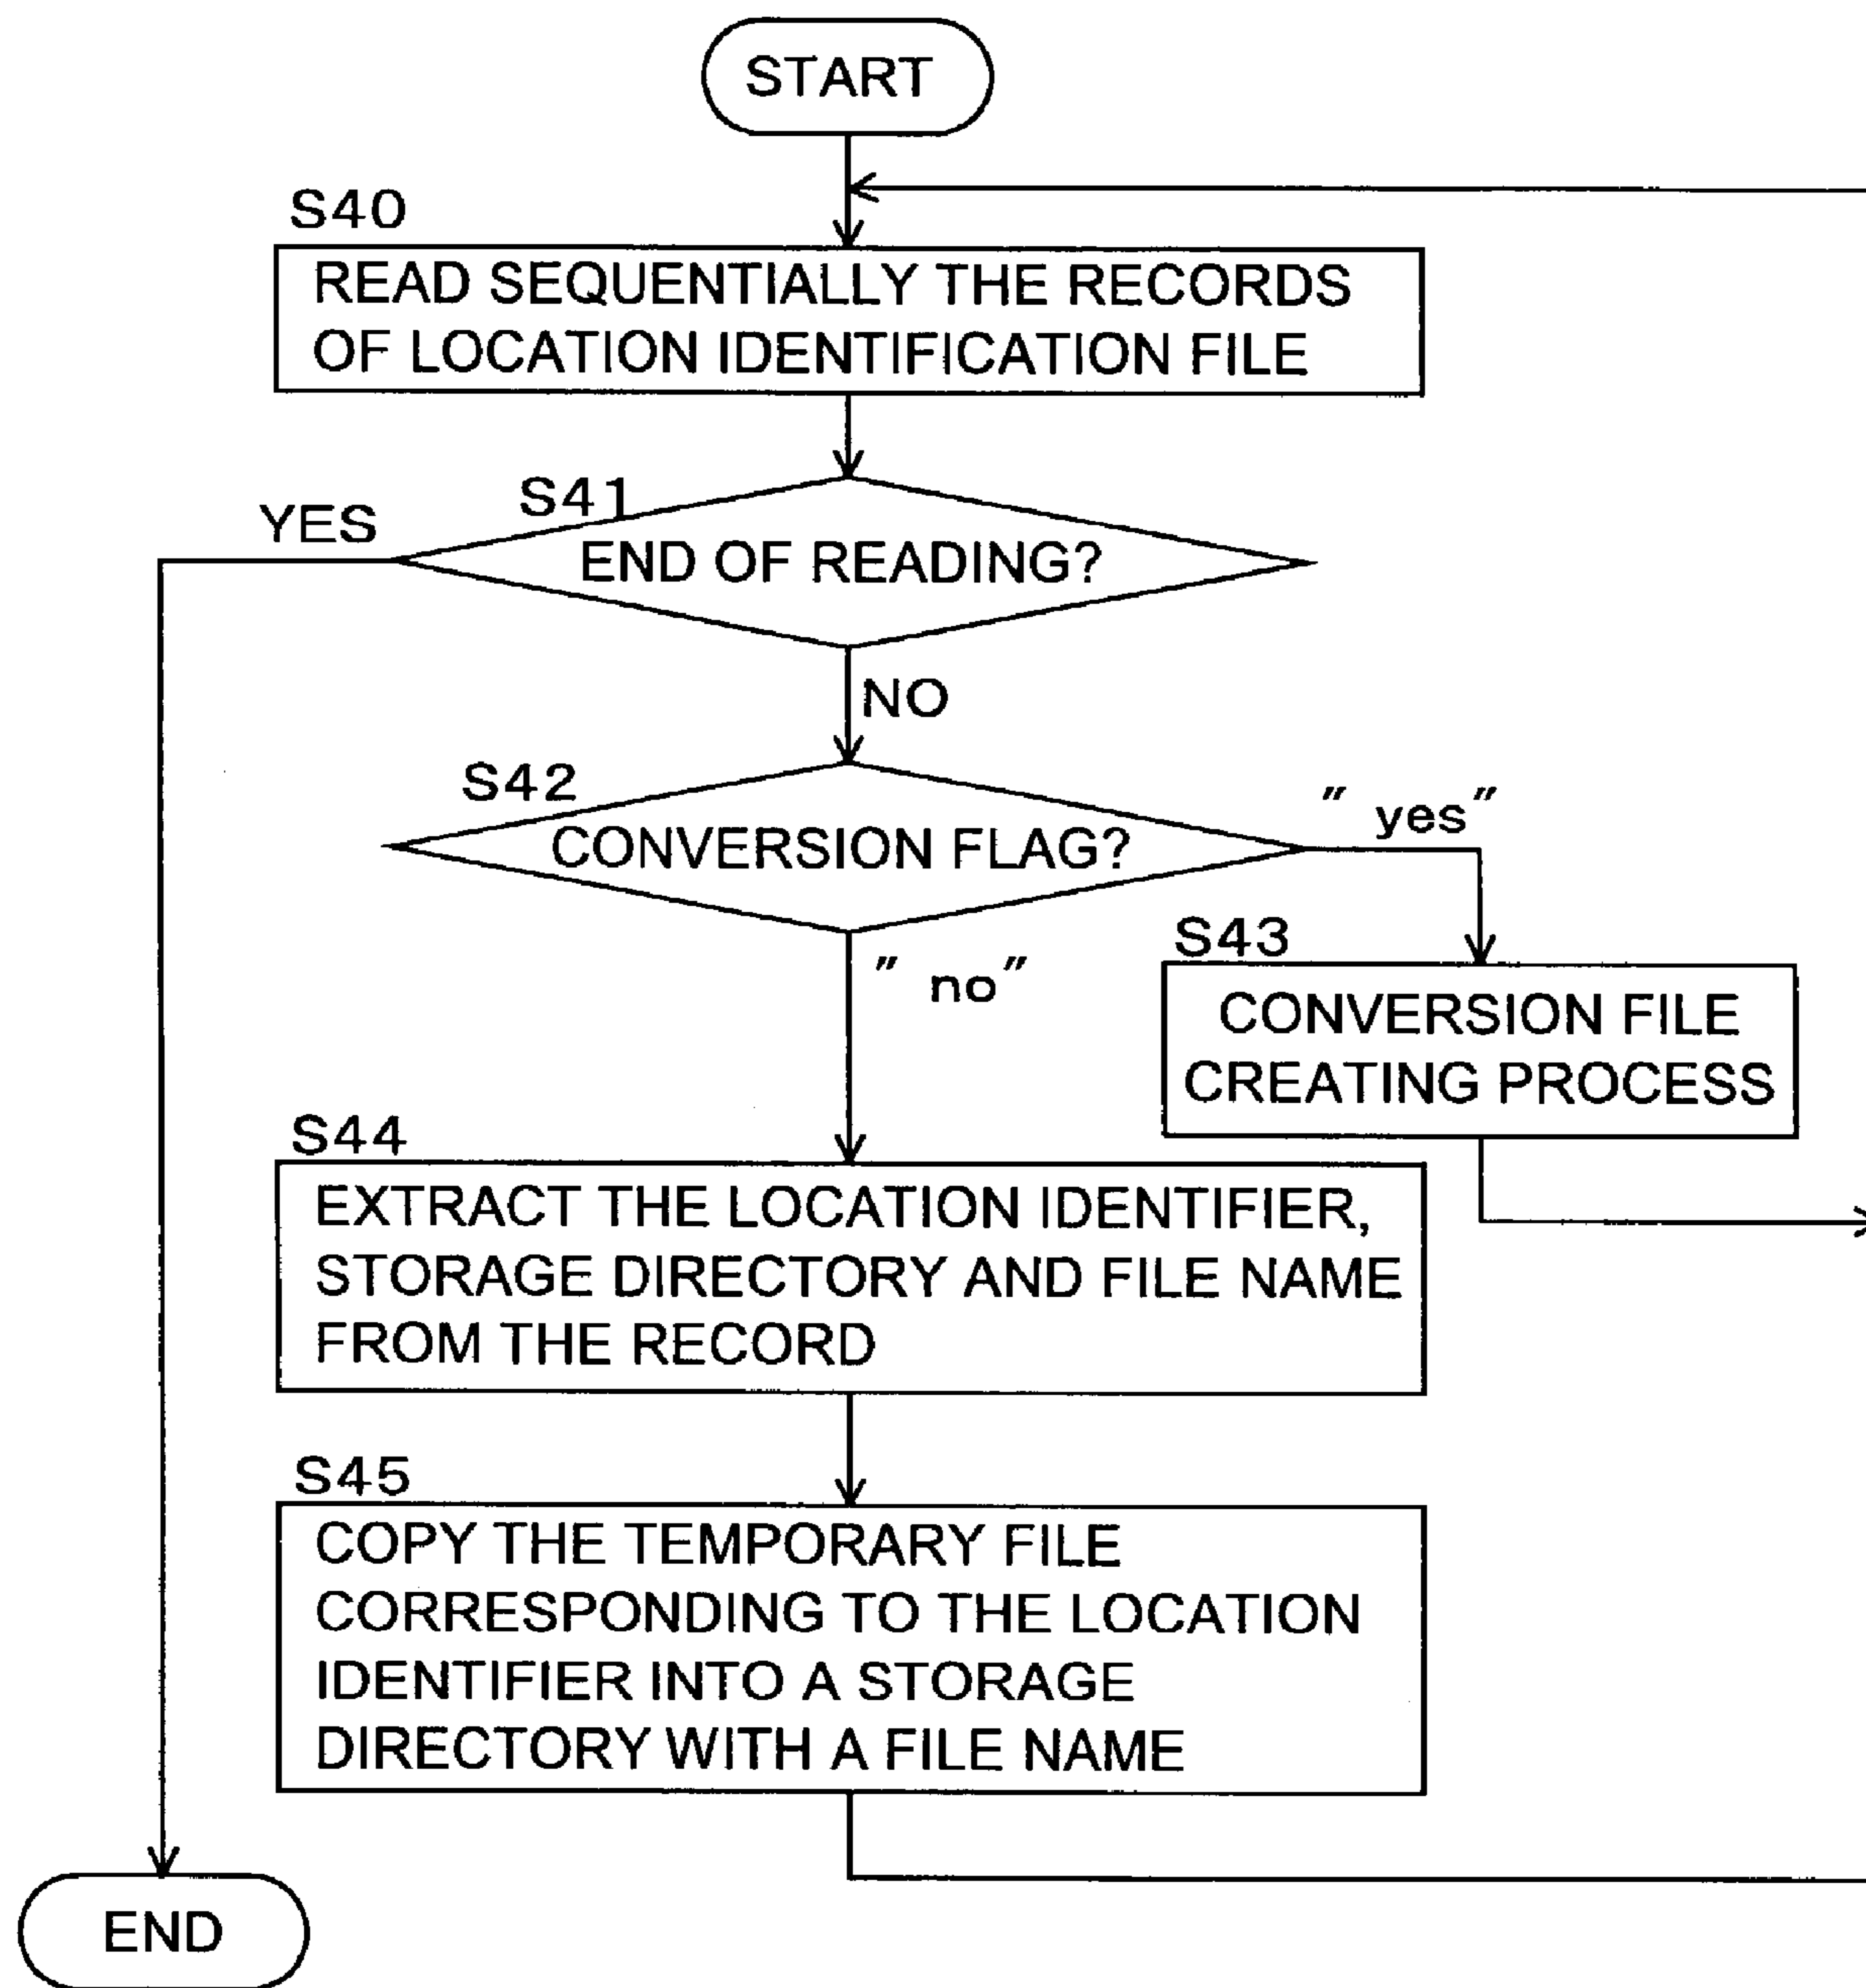 START
S40
READ SEQUENTIALLY THE RECORDS
OF LOCATION IDENTIFICATION FILE
S41
YES
END OF READING?
NO
S42
CONVERSION FLAG?
" yes"
" no"
S43
CONVERSION FILE
CREATING PROCESS
S44
EXTRACT THE LOCATION IDENTIFIER,
STORAGE DIRECTORY AND FILE NAME
FROM THE RECORD
S45
COPY THE TEMPORARY FILE
CORRESPONDING TO THE LOCATION
IDENTIFIER INTO A STORAGE
DIRECTORY WITH A FILE NAME
END